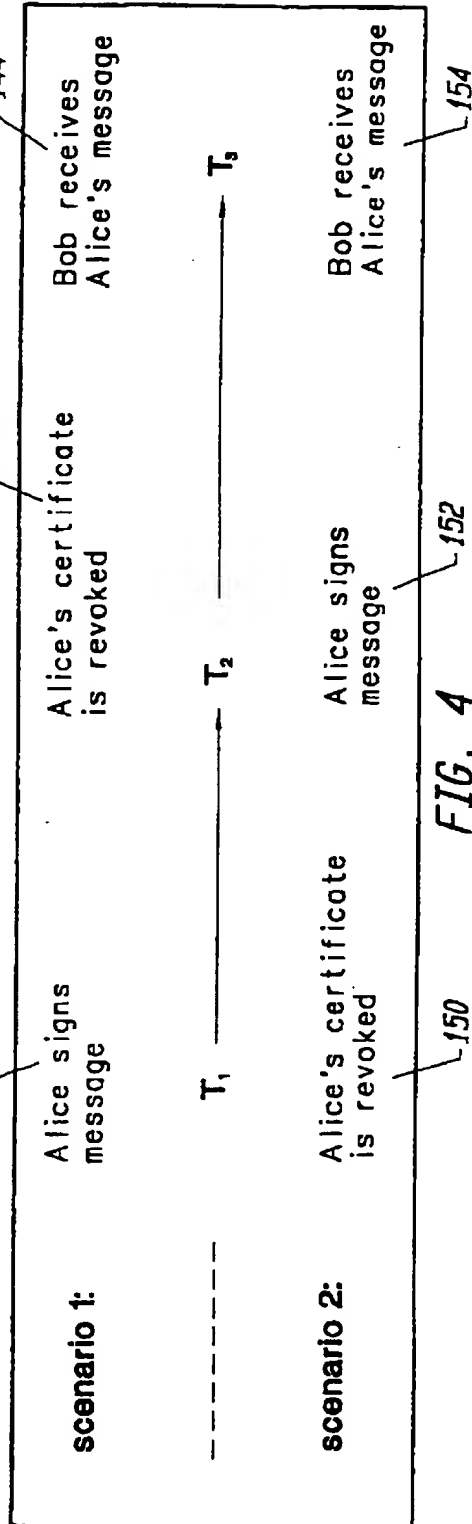 144
scenario 1:
Alice signs
message
Alice's certificate
is revoked
Bob receives
Alice's message
T₁
T₂
T₃
scenario 2:
Alice's certificate
is revoked
Alice signs
message
Bob receives
Alice's message
150
152
154
FIG. 4